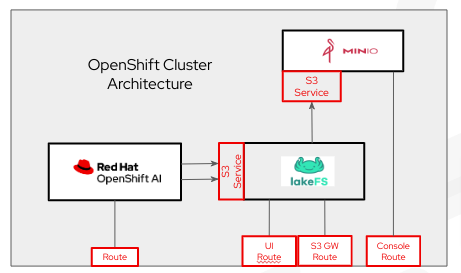 OpenShift Cluster
Architecture
MINIO
S3
Service
Red Hat
OpenShift AI
S3
Service
lakeFS
Route
UI
Route
S3 GW
Route
Console
Route